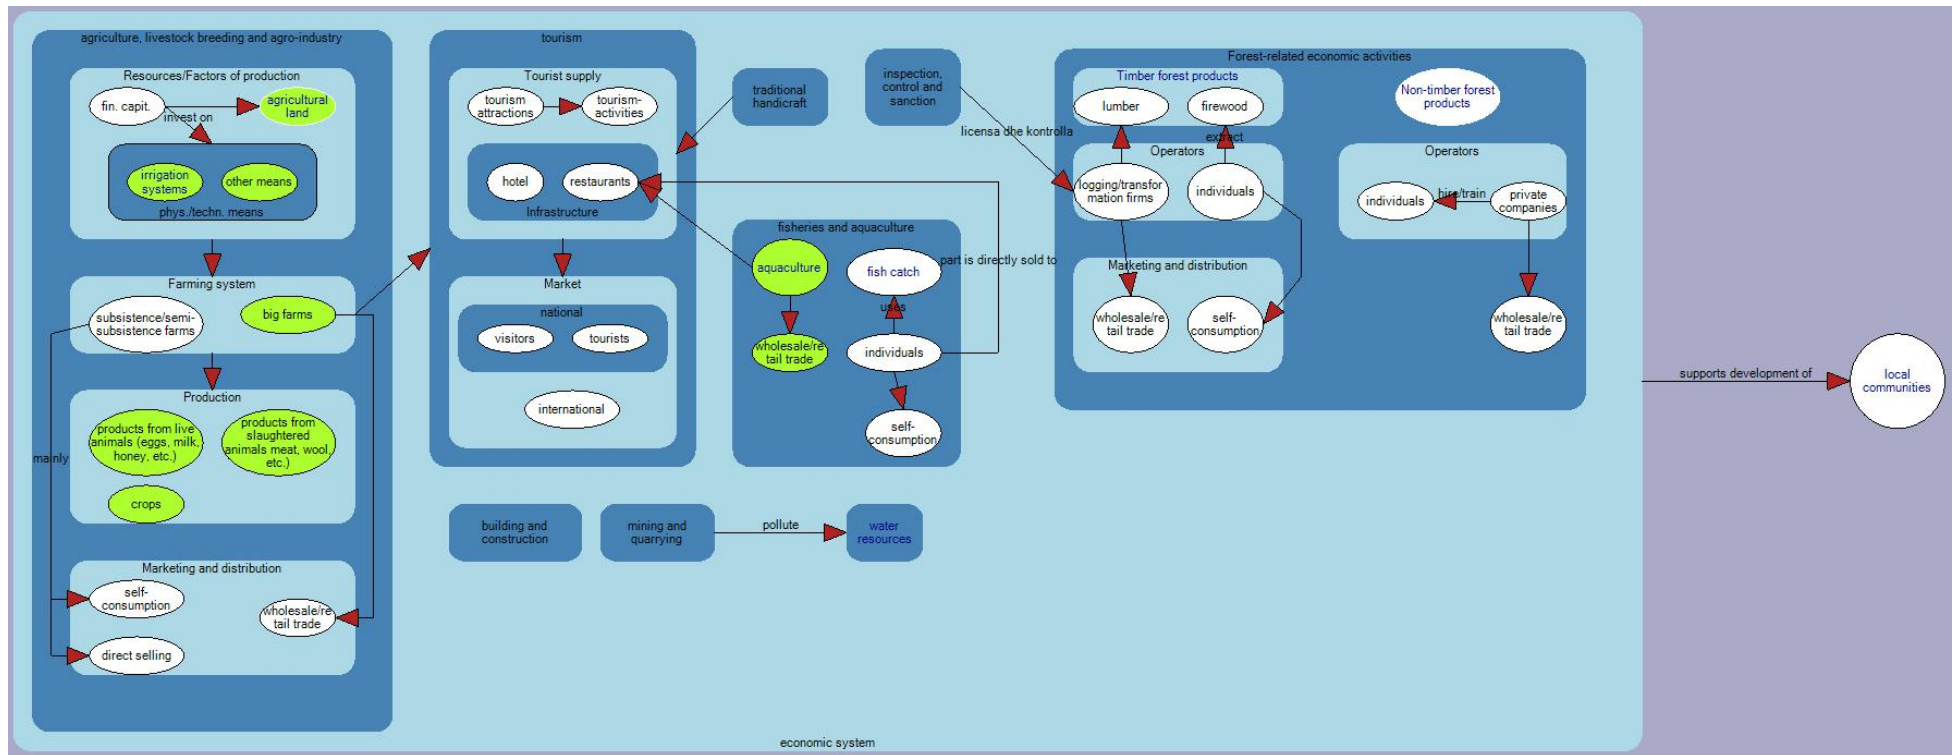 agriculture, livestock breeding and agro-industry
Resources/Factors of production
fin. capit.
agricultural
land
invest on
irrigation
systems
other means
phys./techn. means
Farming system
subsistence/semi-
subsistence farms
big farms
Production
products from live
animals (eggs, milk,
honey, etc.)
products from
slaughtered
animals meat, wool,
etc.)
mainly
crops
Marketing and distribution
self-
consumption
wholesale/re
tail trade
direct selling
tourism
Tourist supply
tourism
attractions
tourism-
activities
hotel
restaurants
Infrastructure
Market
national
visitors
tourists
international
traditional
handicraft
inspection,
control and
sanction
licensa dhe kontrolla
fisheries and aquaculture
aquaculture
fish catch
part is directly sold to
uses
wholesale/re
tail trade
individuals
self-
consumption
building and
construction
mining and
quarrying
pollute
water
resources
Forest-related economic activities
Timber forest products
lumber
firewood
extract
Operators
logging/transfor
mation firms
individuals
Marketing and distribution
wholesale/re
tail trade
self-
consumption
Non-timber forest
products
Operators
individuals
hire/train
private
companies
wholesale/re
tail trade
supports development of
local
communities
economic system